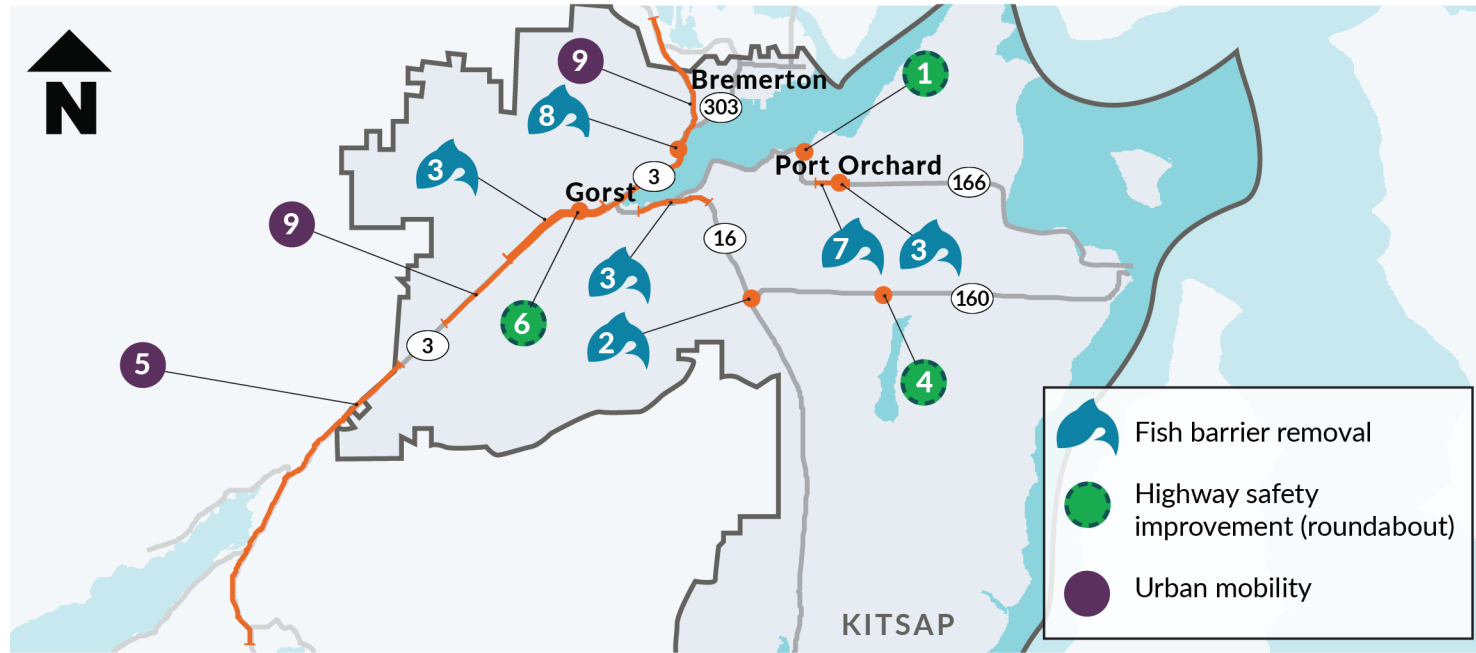 N
9
1
Bremerton
303
8
3
Port Orchard
3
166
Gorst
9
16
7
3
3
160
6
2
3
5
4
Fish barrier removal
Highway safety
improvement (roundabout)
Urban mobility
KITSAP